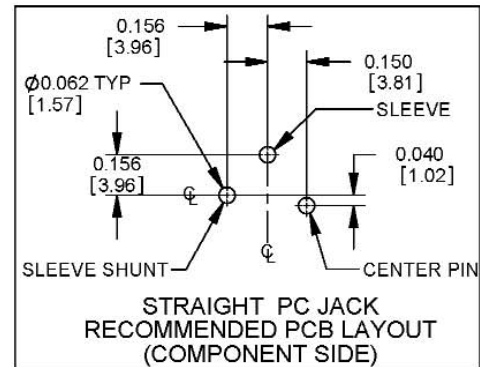 0.156
[3.96]
0.150
[3.81]
Ø0.062 TYP
[1.57]
SLEEVE
0.156
[3.96]
0.040
[1.02]
℄
℄
SLEEVE SHUNT
CENTER PIN
STRAIGHT PC JACK
RECOMMENDED PCB LAYOUT
(COMPONENT SIDE)